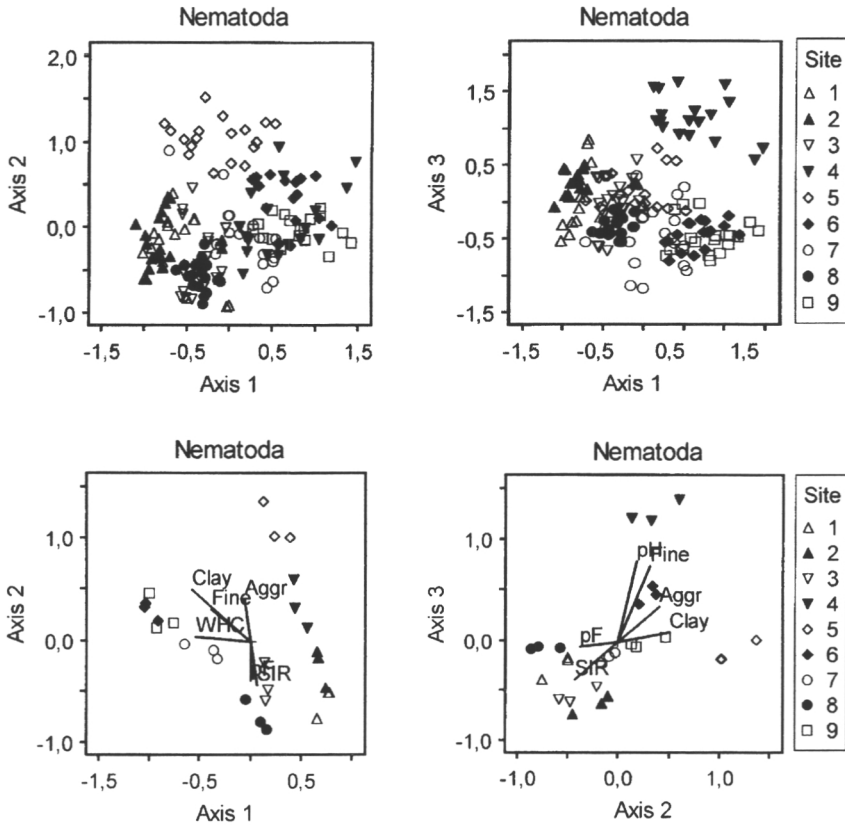 Nematoda
2,0
1,0
0,0
-1,0
Axis 2
-1,5
-0,5
0,5
1,5
Axis 1
Nematoda
1,5
0,5
-0,5
-1,5
Axis 3
-1,5
-0,5
0,5
1,5
Axis 1
Site
1
2
3
4
5
6
7
8
9
Nematoda
1,0
0,0
-1,0
Axis 2
Clay
Fine
Aggr
WHC
SIR
-1,5
-0,5
0,5
Axis 1
Nematoda
1,0
0,0
-1,0
Axis 3
pH
Fine
Aggr
Clay
pF
SIR
-1,0
0,0
1,0
Axis 2
Site
1
2
3
4
5
6
7
8
9